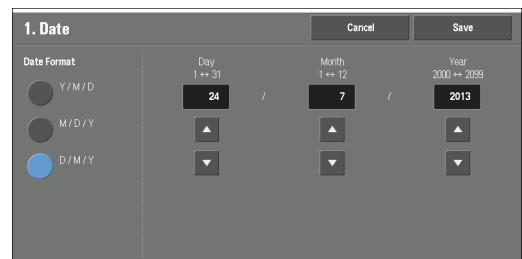 1. Date
Cancel
Save
Date Format
Y / M / D
M / D / Y
D / M / Y
Day
1 ↔ 31
24
/
Month
1 ↔ 12
7
/
Year
2000 ↔ 2099
2013